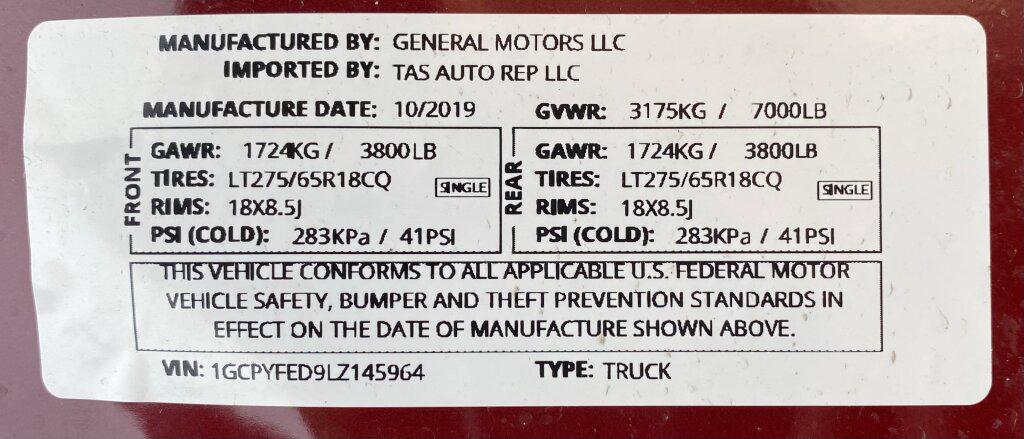 MANUFACTURED BY: GENERAL MOTORS LLC
IMPORTED BY: TAS AUTO REP LLC
MANUFACTURE DATE: 10/2019 GVWR: 3175KG / 7000LB
FRONT
GAWR: 1724KG / 3800LB
TIRES: LT275/65R18CQ SINGLE
RIMS: 18X8.5J
PSI (COLD): 283KPa / 41PSI
REAR
GAWR: 1724KG / 3800LB
TIRES: LT275/65R18CQ SINGLE
RIMS: 18X8.5J
PSI (COLD): 283KPa / 41PSI
THIS VEHICLE CONFORMS TO ALL APPLICABLE U.S. FEDERAL MOTOR
VEHICLE SAFETY, BUMPER AND THEFT PREVENTION STANDARDS IN
EFFECT ON THE DATE OF MANUFACTURE SHOWN ABOVE.
VIN: 1GCPYFED9LZ145964 TYPE: TRUCK